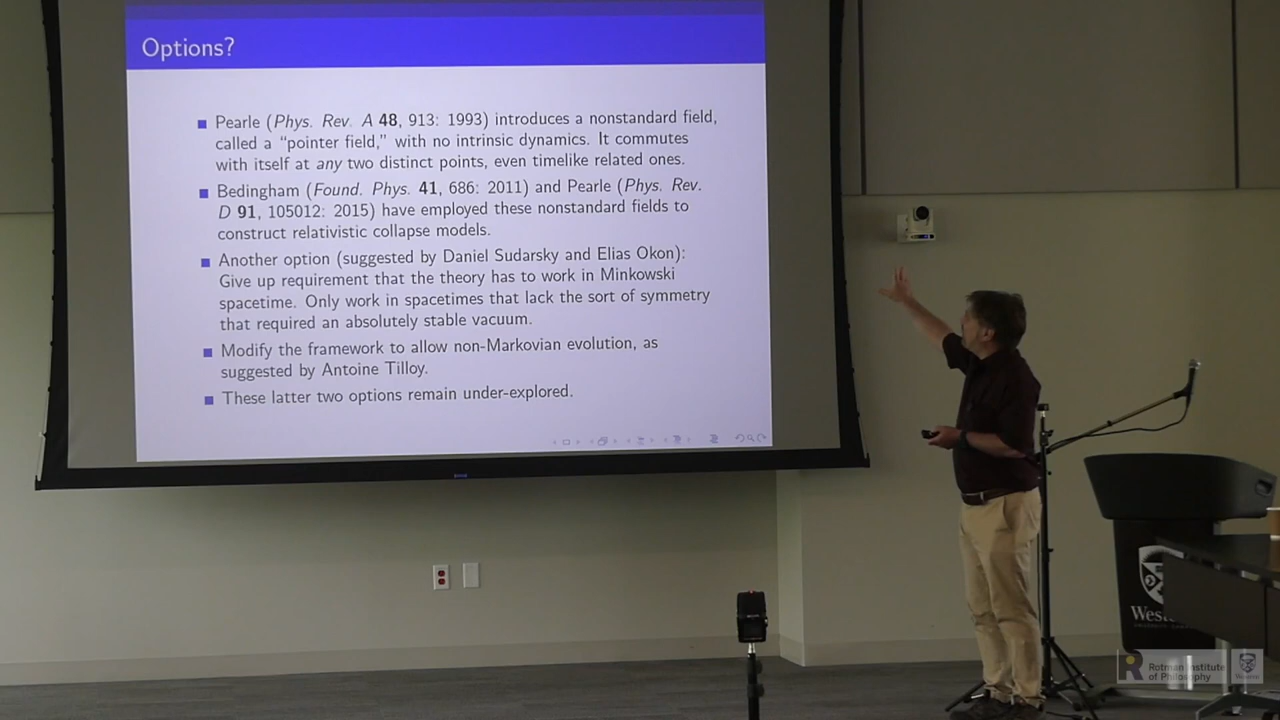 Options?
Pearle (Phys. Rev. A 48, 913: 1993) introduces a nonstandard field,
called a “pointer field,” with no intrinsic dynamics. It commutes
with itself at any two distinct points, even timelike related ones.
Bedingham (Found. Phys. 41, 686: 2011) and Pearle (Phys. Rev.
D 91, 105012: 2015) have employed these nonstandard fields to
construct relativistic collapse models.
Another option (suggested by Daniel Sudarsky and Elias Okon):
Give up requirement that the theory has to work in Minkowski
spacetime. Only work in spacetimes that lack the sort of symmetry
that required an absolutely stable vacuum.
Modify the framework to allow non-Markovian evolution, as
suggested by Antoine Tilloy.
These latter two options remain under-explored.
Rotman Institute
of Philosophy